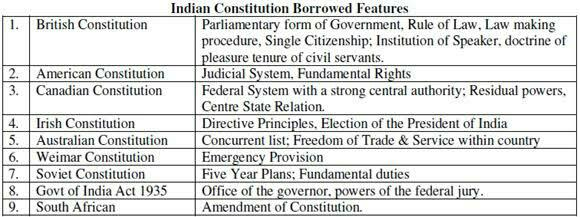 Indian Constitution Borrowed Features
1. British Constitution Parliamentary form of Government, Rule of Law, Law making
procedure, Single Citizenship; Institution of Speaker, doctrine of
pleasure tenure of civil servants.
2. American Constitution Judicial System, Fundamental Rights
3. Canadian Constitution Federal System with a strong central authority; Residual powers,
Centre State Relation.
4. Irish Constitution Directive Principles, Election of the President of India
5. Australian Constitution Concurrent list; Freedom of Trade & Service within country
6. Weimar Constitution Emergency Provision
7. Soviet Constitution Five Year Plans; Fundamental duties
8. Govt of India Act 1935 Office of the governor, powers of the federal jury.
9. South African Amendment of Constitution.